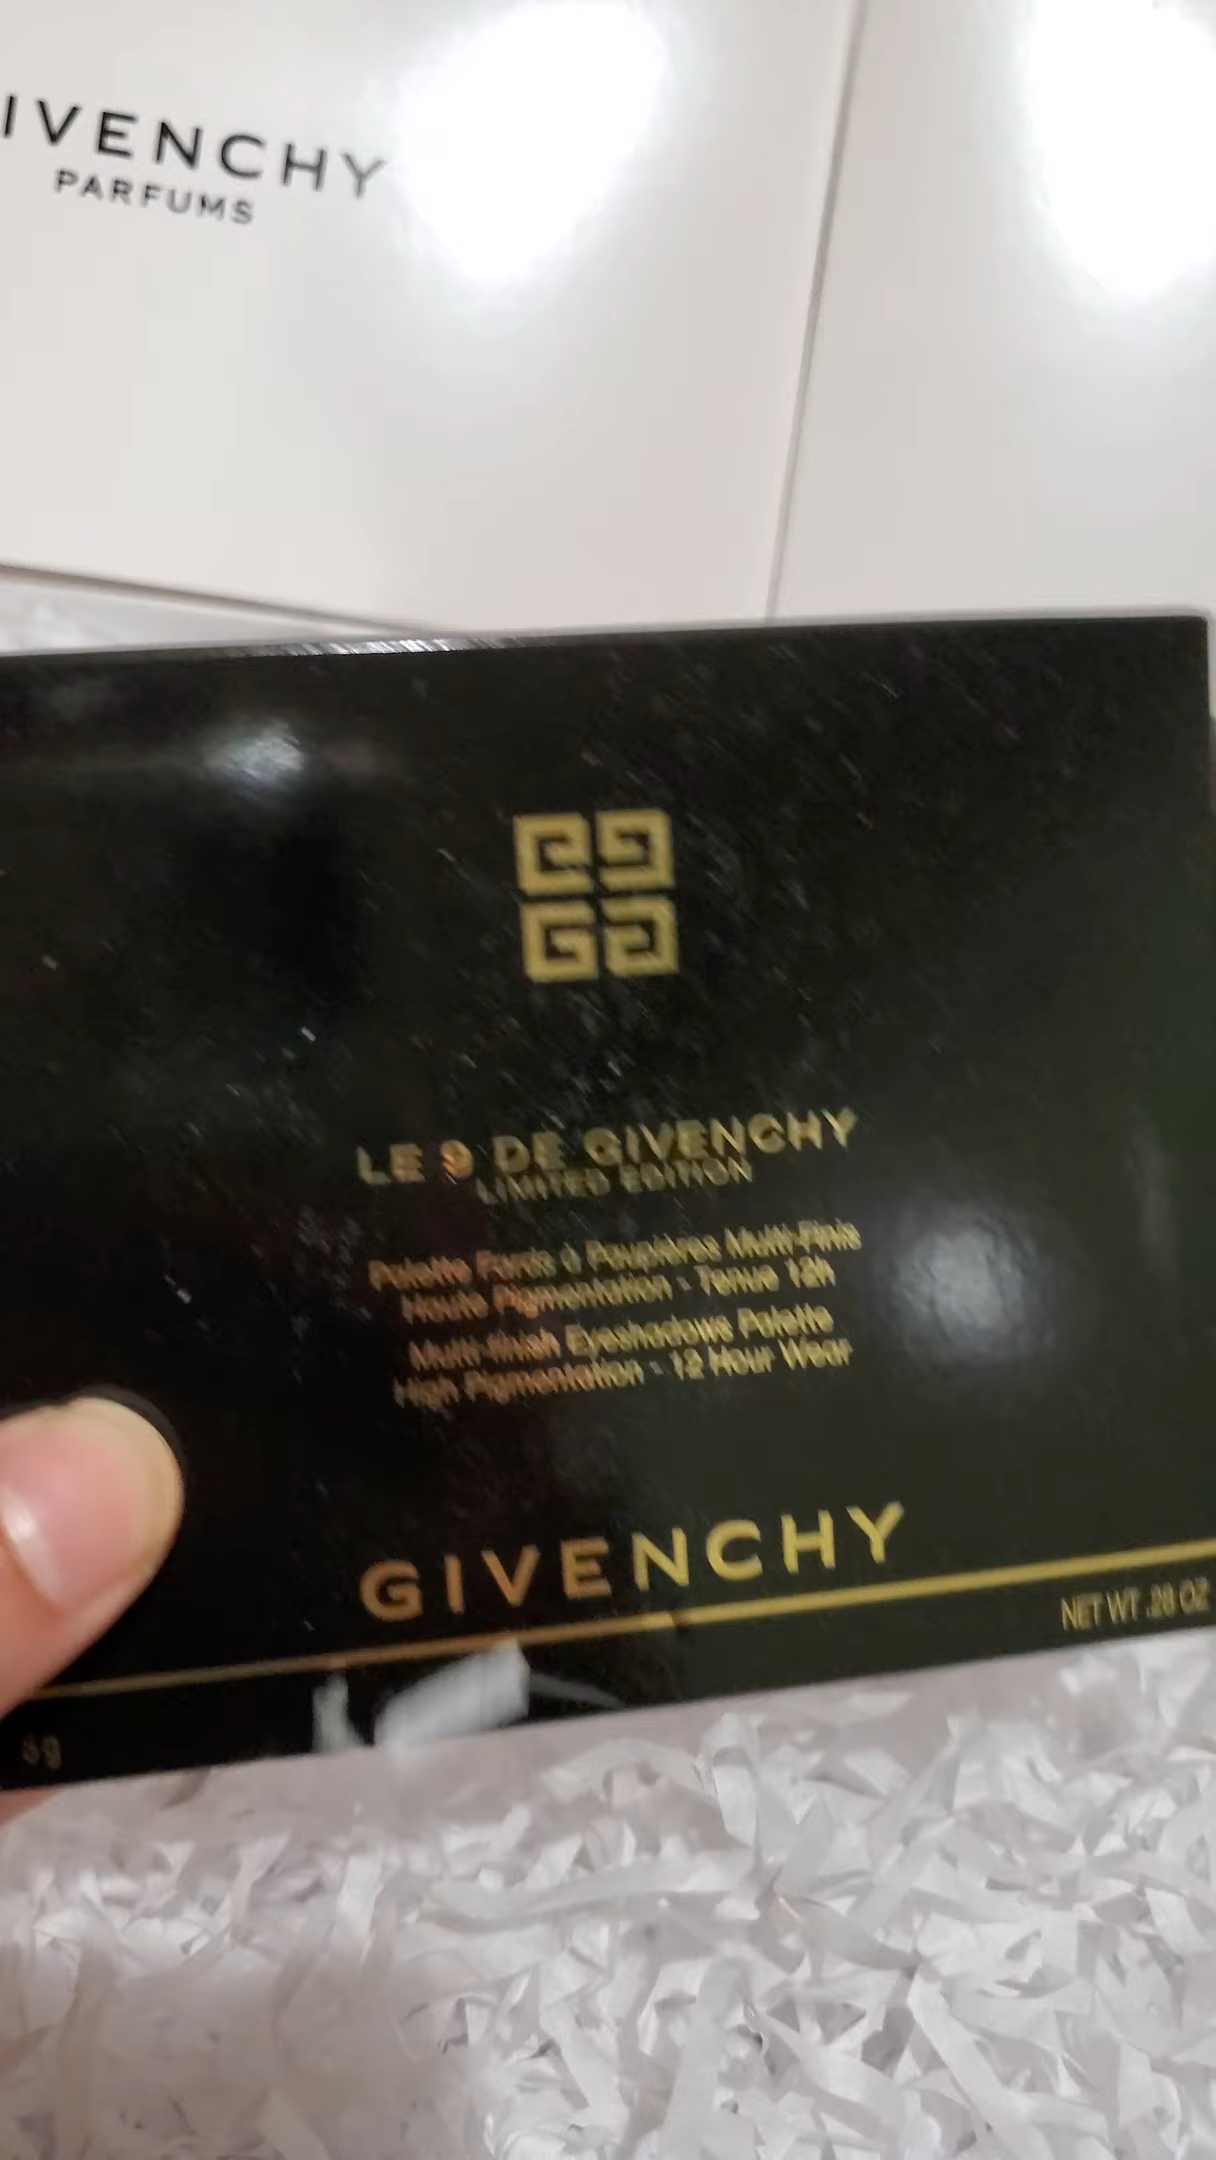 IVENCHY
PARFUMS
LE 9 DE GIVENCHY
LIMITED EDITION
Palette Fards à Paupières Multi-Finis
Haute Pigmentation - Tenue 12h
Multi-finish Eyeshadows Palette
High Pigmentation - 12 Hour Wear
GIVENCHY
NET WT .28 OZ
g